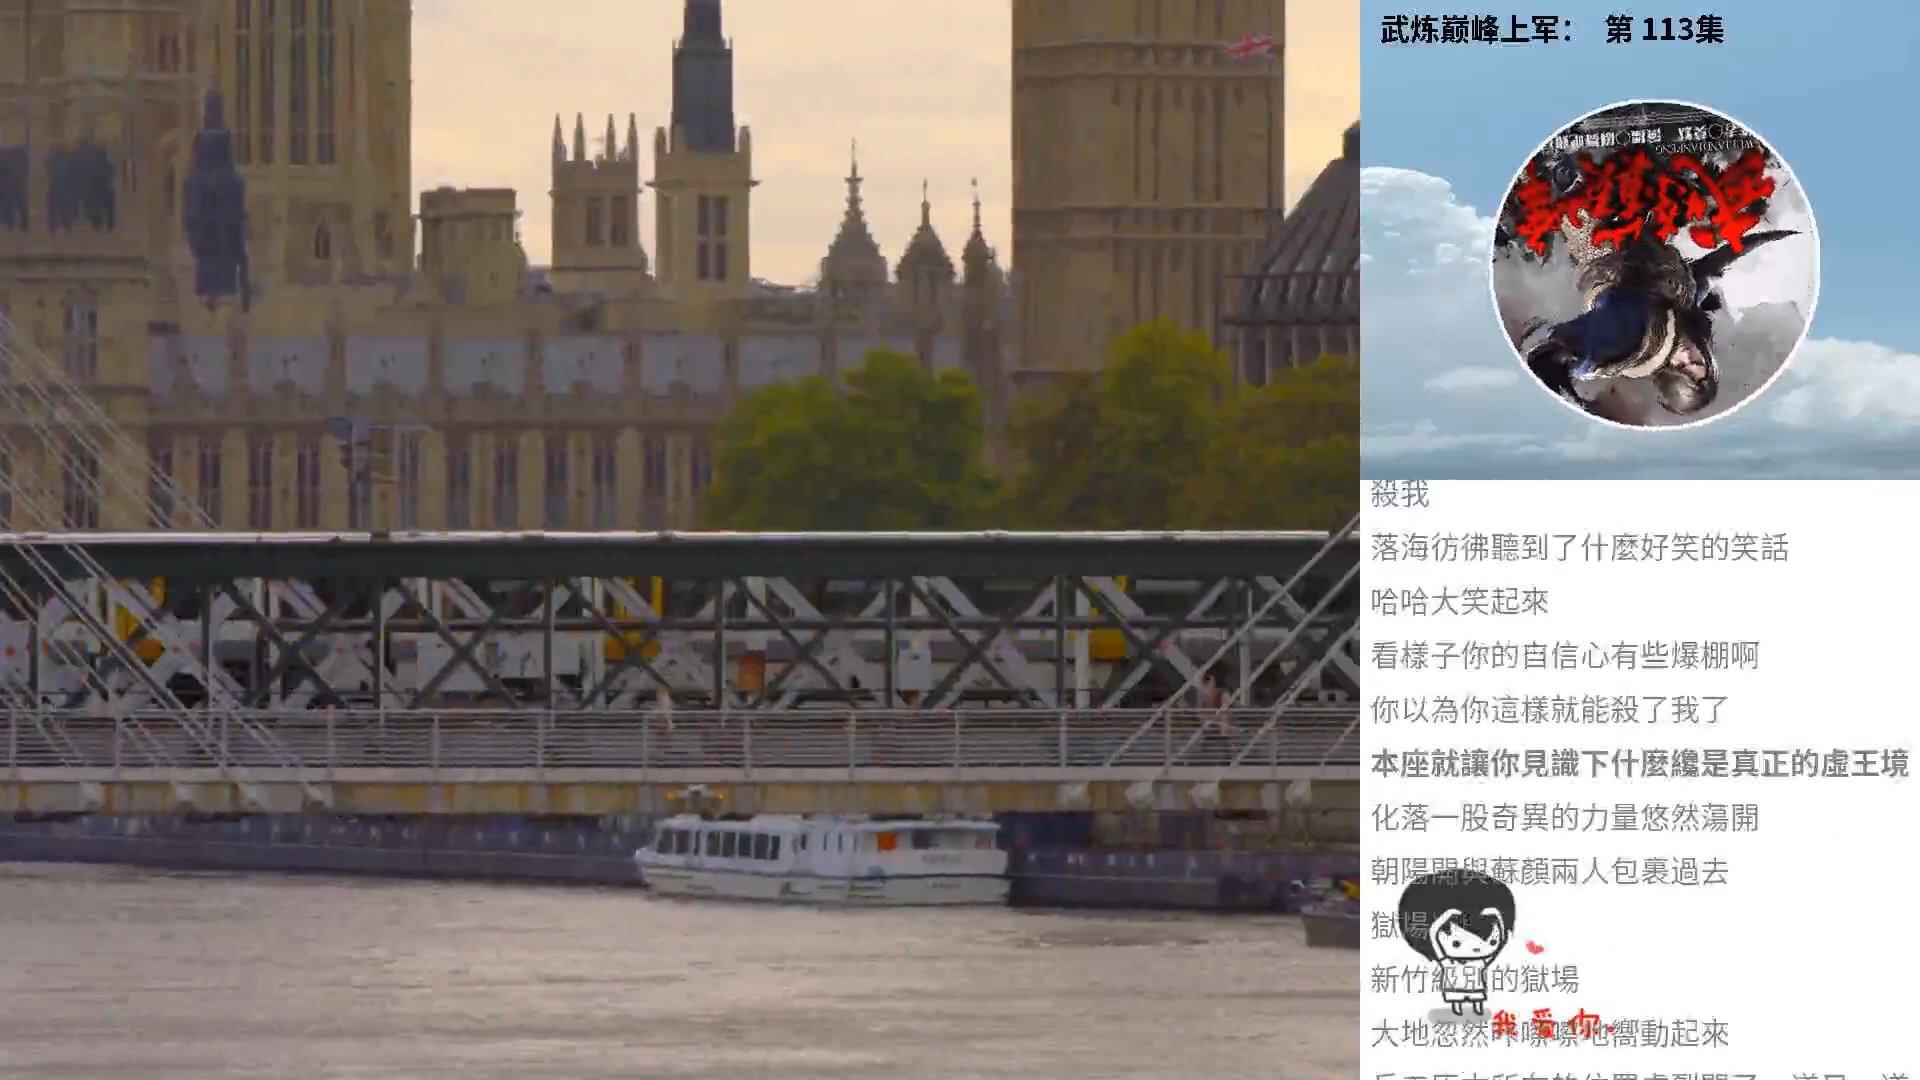 武炼巅峰上军： 第 113集
殺我
落海彷彿聽到了什麼好笑的笑話
哈哈大笑起來
看樣子你的自信心有些爆棚啊
你以為你這樣就能殺了我了
本座就讓你見識下什麼纔是真正的虛王境
化落一股奇異的力量悠然蕩開
朝陽開與蘇顏兩人包裹過去
獄場
新竹級別的獄場
大地忽然咔嚓嚓地嚮動起來
我爱你